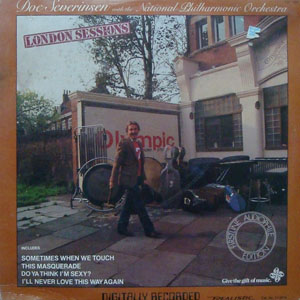 Doc Severinsen with the National Philharmonic Orchestra
LONDON SESSIONS
Olympic
INCLUDES
SOMETIMES WHEN WE TOUCH
THIS MASQUERADE
DO YA THINK I'M SEXY?
I'LL NEVER LOVE THIS WAY AGAIN
EDITION
Give the gift of music.
DIGITALLY RECORDED